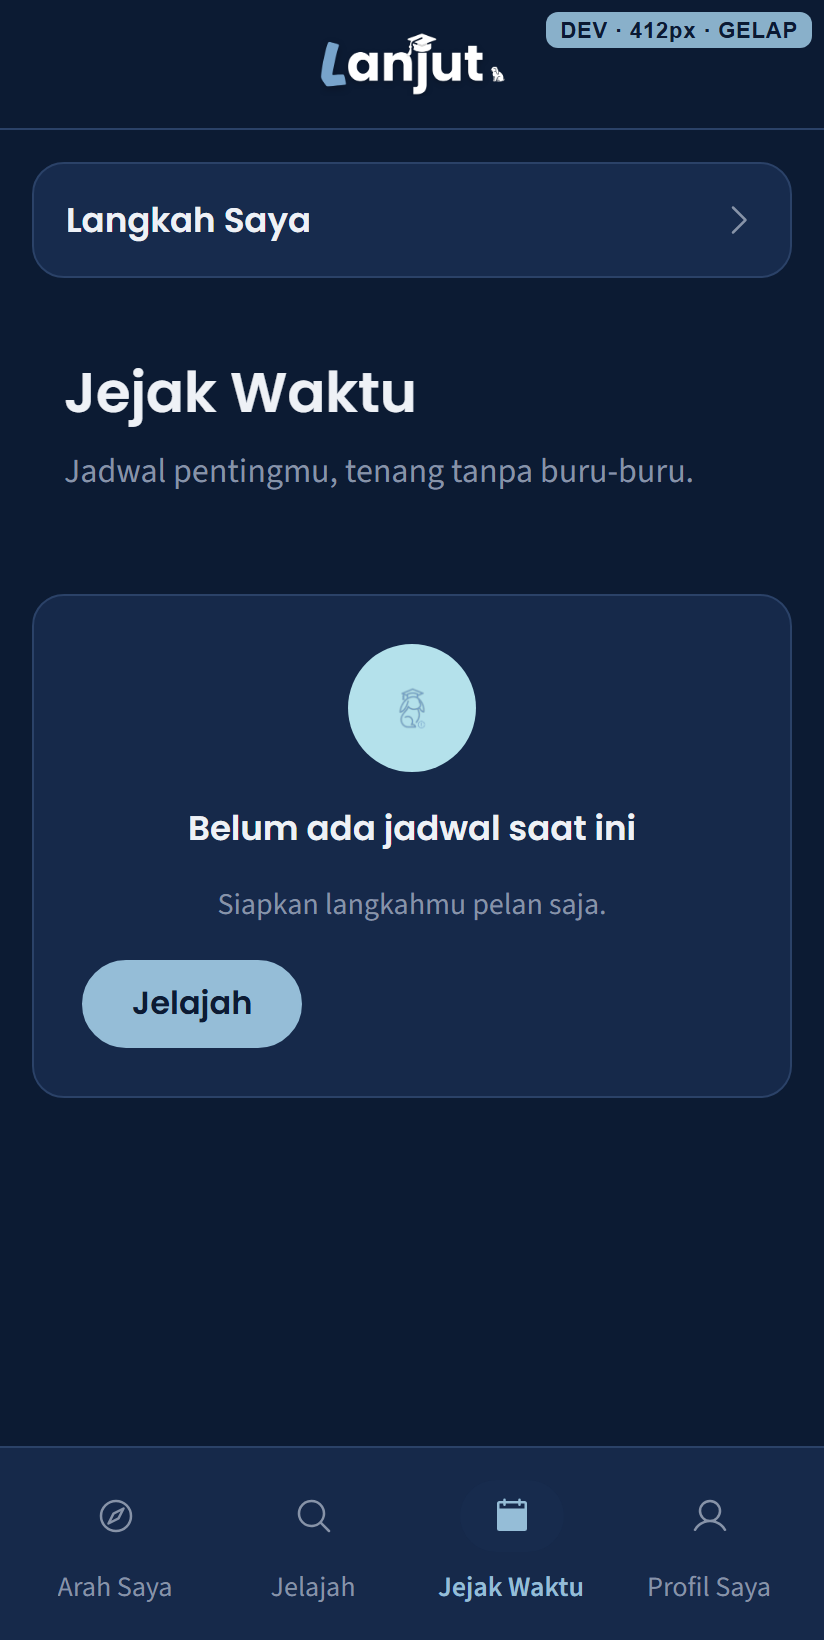 Lanjut
DEV · 412px · GELAP
Langkah Saya
Jejak Waktu
Jadwal pentingmu, tenang tanpa buru-buru.
Belum ada jadwal saat ini
Siapkan langkahmu pelan saja.
Jelajah
Arah Saya
Jelajah
Jejak Waktu
Profil Saya